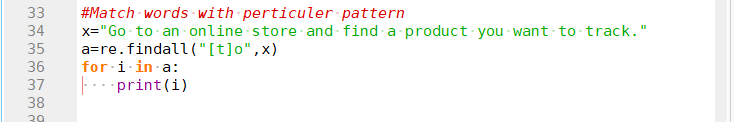 33 #Match words with perticuler pattern
34 x="Go to an online store and find a product you want to track."
35 a=re.findall("[t]o",x)
36 for i in a:
37     print(i)
38
39